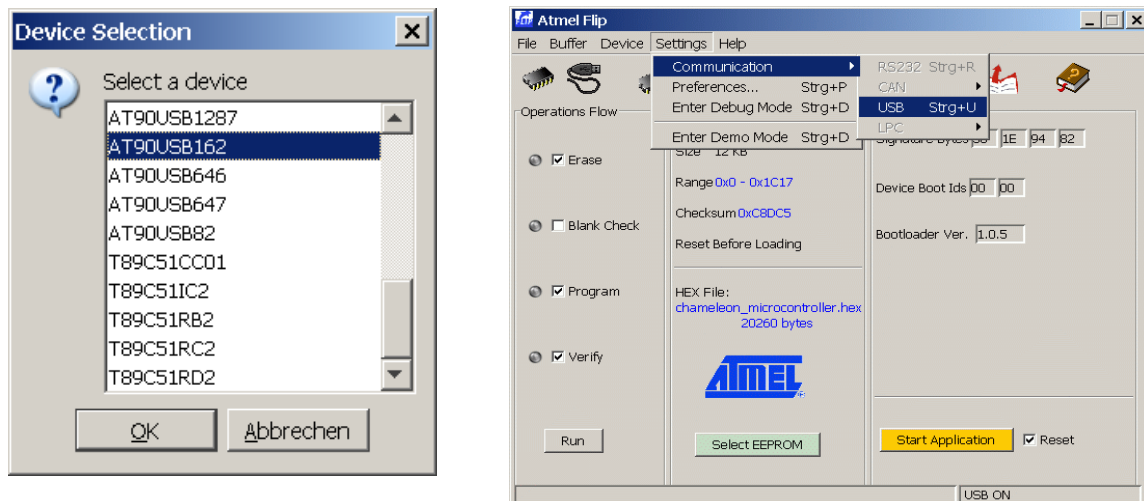 Device Selection
Select a device
AT90USB1287
AT90USB162
AT90USB646
AT90USB647
AT90USB82
T89C51CC01
T89C51IC2
T89C51RB2
T89C51RC2
T89C51RD2
OK
Abbrechen
Atmel Flip
File Buffer Device Settings Help
Communication
Preferences... Strg+P
Enter Debug Mode Strg+D
Enter Demo Mode Strg+D
RS232 Strg+R
CAN
USB Strg+U
LPC
Operations Flow
Erase
Blank Check
Program
Verify
Run
Size 12 KB
Range 0x0 - 0x1C17
Checksum 0xC8DC5
Reset Before Loading
HEX File:
chameleon_microcontroller.hex
20260 bytes
ATMEL
Select EEPROM
Signature Bytes 1E 94 82
Device Boot Ids 00 00
Bootloader Ver. 1.0.5
Start Application
Reset
USB ON